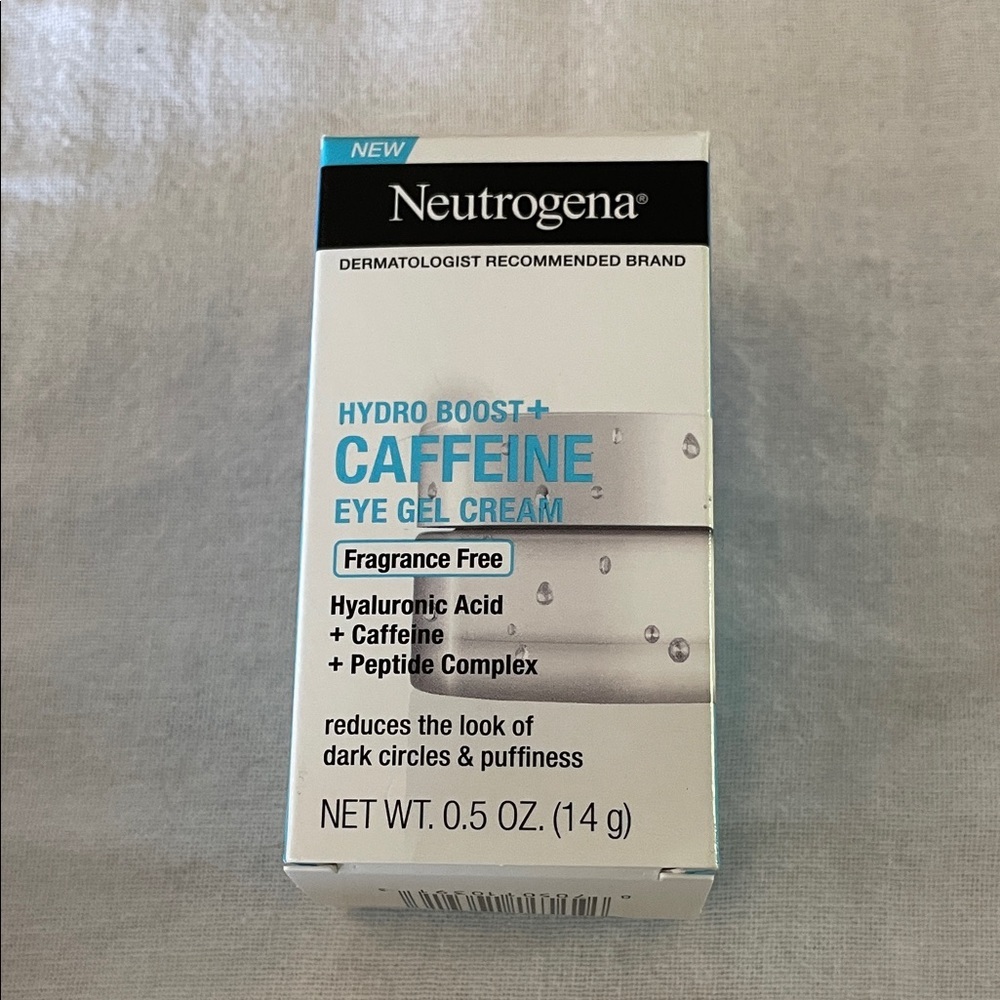 NEW
Neutrogena®
DERMATOLOGIST RECOMMENDED BRAND
HYDRO BOOST+
CAFFEINE
EYE GEL CREAM
Fragrance Free
Hyaluronic Acid
+ Caffeine
+ Peptide Complex
reduces the look of
dark circles & puffiness
NET WT. 0.5 OZ. (14 g)